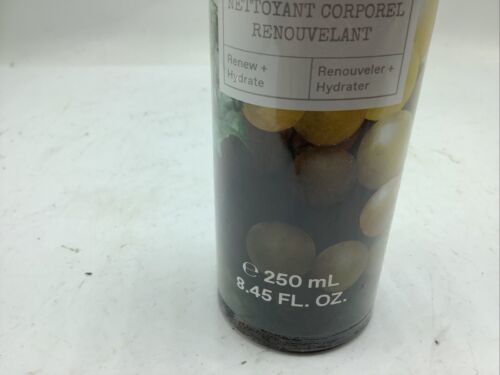 NETTOYANT CORPOREL
RENOUVELANT
Renew +
Hydrate
Renouveler +
Hydrater
℮ 250 mL
8.45 FL. OZ.